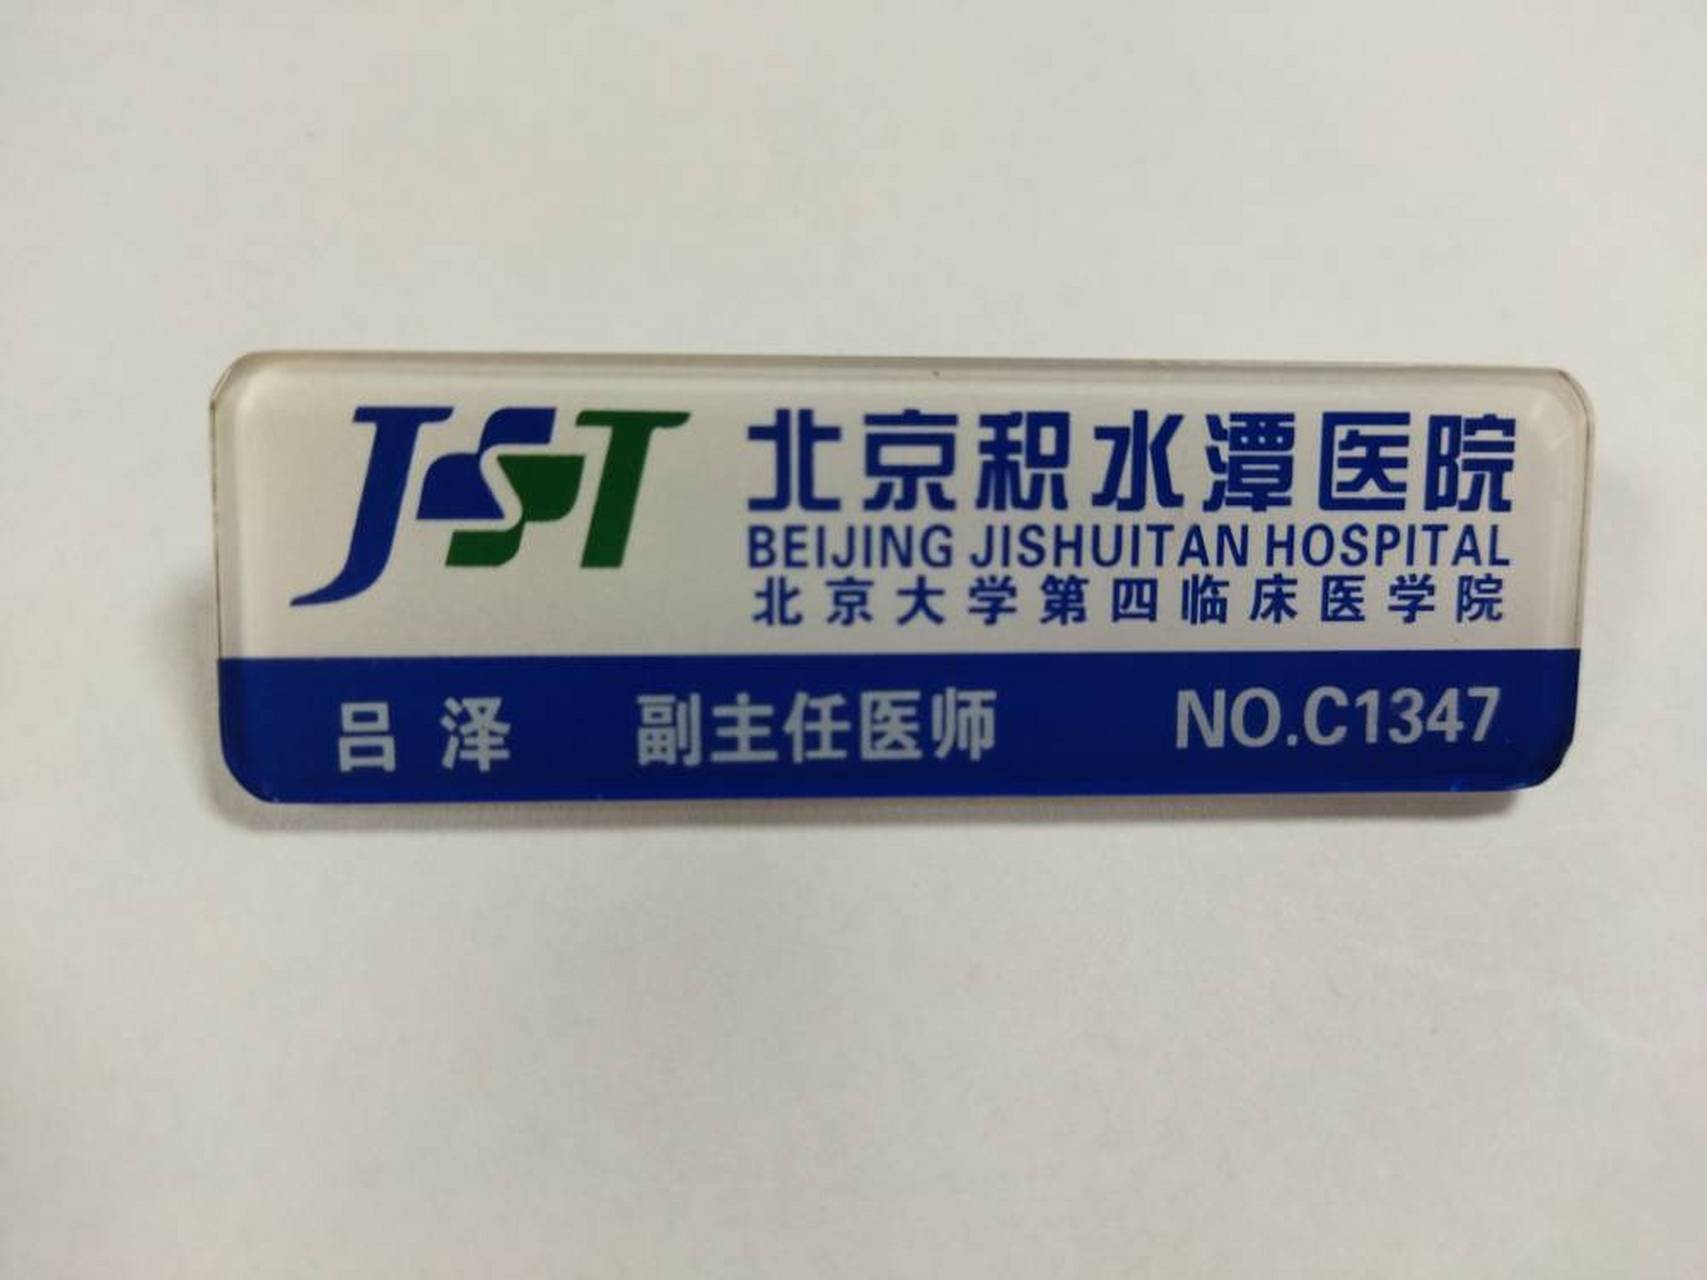 JST
北京积水潭医院
BEIJING JISHUITAN HOSPITAL
北京大学第四临床医学院
吕 泽 副主任医师 NO.C1347